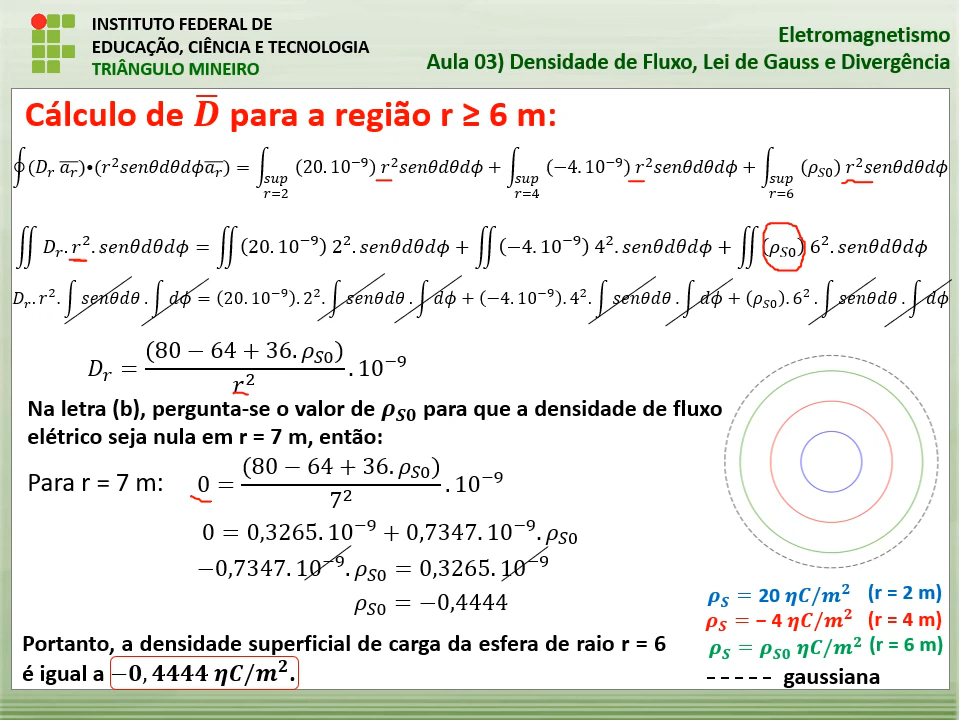 INSTITUTO FEDERAL DE
EDUCAÇÃO, CIÊNCIA E TECNOLOGIA
TRIÂNGULO MINEIRO
Eletromagnetismo
Aula 03) Densidade de Fluxo, Lei de Gauss e Divergência
Cálculo de D̅ para a região r ≥ 6 m:
∮(D_r a̅_r)•(r²senθdθdϕa̅_r) = ∫_{sup r=2} (20.10⁻⁹) r²senθdθdϕ + ∫_{sup r=4} (−4.10⁻⁹) r²senθdθdϕ + ∫_{sup r=6} (ρ_S0) r²senθdθdϕ
∬ D_r.r².senθdθdϕ = ∬(20.10⁻⁹) 2².senθdθdϕ + ∬(−4.10⁻⁹) 4².senθdθdϕ + ∬(ρ_S0) 6².senθdθdϕ
D_r.r².∫senθdθ.∫dϕ = (20.10⁻⁹).2².∫senθdθ.∫dϕ + (−4.10⁻⁹).4².∫senθdθ.∫dϕ + (ρ_S0).6².∫senθdθ.∫dϕ
D_r = (80 − 64 + 36.ρ_S0)/r² .10⁻⁹
Na letra (b), pergunta-se o valor de ρ_S0 para que a densidade de fluxo
elétrico seja nula em r = 7 m, então:
Para r = 7 m: 0 = (80 − 64 + 36.ρ_S0)/7² .10⁻⁹
0 = 0,3265.10⁻⁹ + 0,7347.10⁻⁹.ρ_S0
−0,7347.10⁻⁹.ρ_S0 = 0,3265.10⁻⁹
ρ_S0 = −0,4444
Portanto, a densidade superficial de carga da esfera de raio r = 6
é igual a −0,4444 ηC/m².
ρ_S = 20 ηC/m² (r = 2 m)
ρ_S = − 4 ηC/m² (r = 4 m)
ρ_S = ρ_S0 ηC/m² (r = 6 m)
----- gaussiana